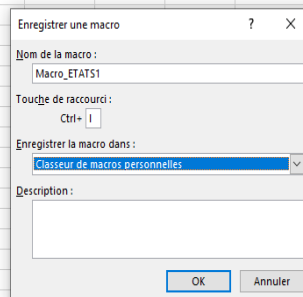 Enregistrer une macro ? X
Nom de la macro :
Macro_ETATS1
Touche de raccourci :
Ctrl+ l
Enregistrer la macro dans :
Classeur de macros personnelles
Description :
OK Annuler